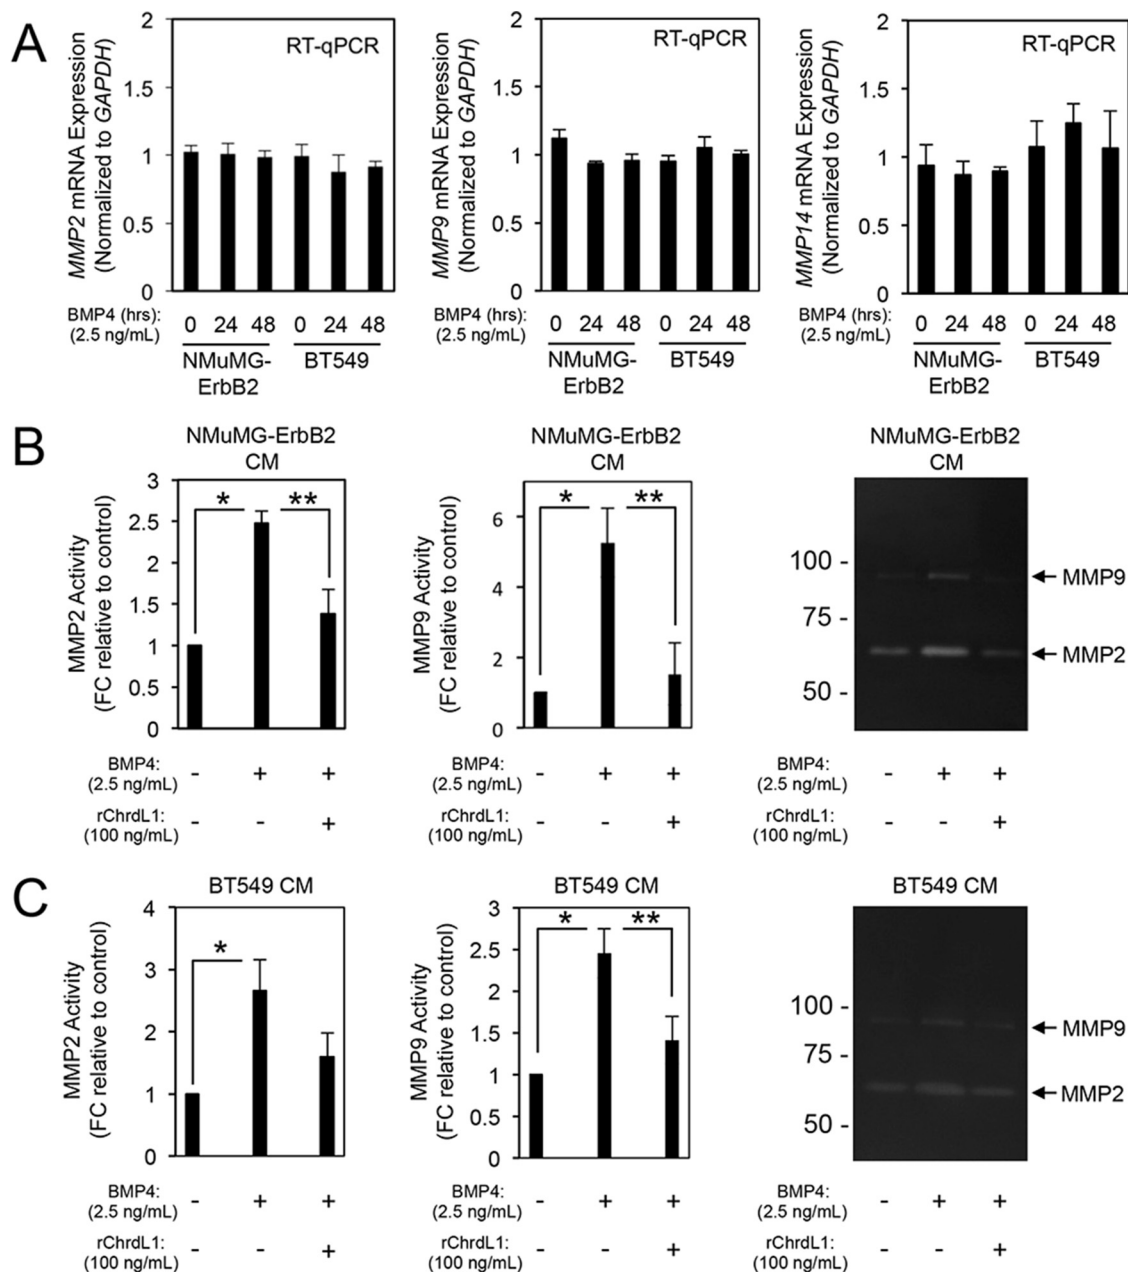 A
MMP2 mRNA Expression
(Normalized to GAPDH)
2
1.5
1
0.5
0
RT-qPCR
BMP4 (hrs):
(2.5 ng/mL)
0 24 48 0 24 48
NMuMG-
ErbB2
BT549
MMP9 mRNA Expression
(Normalized to GAPDH)
2
1.5
1
0.5
0
RT-qPCR
BMP4 (hrs):
(2.5 ng/mL)
0 24 48 0 24 48
NMuMG-
ErbB2
BT549
MMP14 mRNA Expression
(Normalized to GAPDH)
2
1.5
1
0.5
0
RT-qPCR
BMP4 (hrs):
(2.5 ng/mL)
0 24 48 0 24 48
NMuMG-
ErbB2
BT549
B
NMuMG-ErbB2
CM
MMP2 Activity
(FC relative to control)
3
2.5
2
1.5
1
0.5
0
* **
BMP4:
(2.5 ng/mL)
- + +
rChrdL1:
(100 ng/mL)
- - +
NMuMG-ErbB2
CM
MMP9 Activity
(FC relative to control)
6
4
2
0
* **
BMP4:
(2.5 ng/mL)
- + +
rChrdL1:
(100 ng/mL)
- - +
NMuMG-ErbB2
CM
100 -
75 -
50 -
MMP9
MMP2
BMP4:
(2.5 ng/mL)
- + +
rChrdL1:
(100 ng/mL)
- - +
C
BT549 CM
MMP2 Activity
(FC relative to control)
4
3
2
1
0
*
BMP4:
(2.5 ng/mL)
- + +
rChrdL1:
(100 ng/mL)
- - +
BT549 CM
MMP9 Activity
(FC relative to control)
3
2.5
2
1.5
1
0.5
0
* **
BMP4:
(2.5 ng/mL)
- + +
rChrdL1:
(100 ng/mL)
- - +
BT549 CM
100 -
75 -
50 -
MMP9
MMP2
BMP4:
(2.5 ng/mL)
- + +
rChrdL1:
(100 ng/mL)
- - +